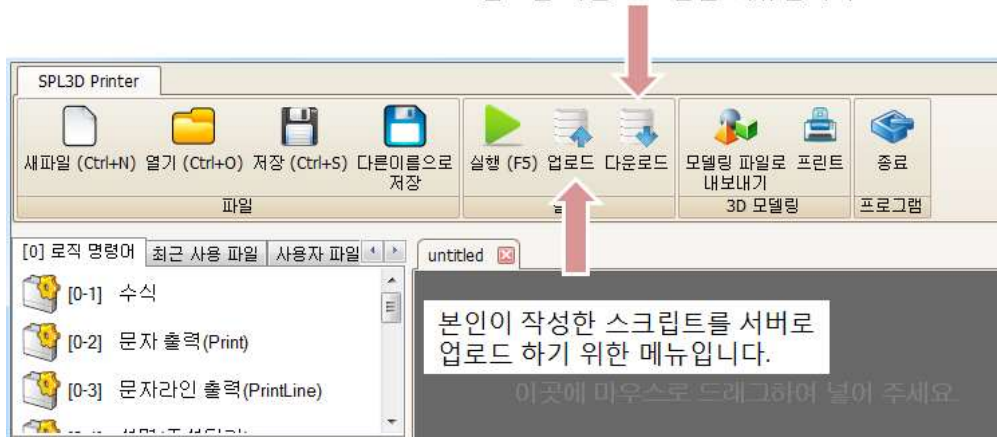 SPL3D Printer
새파일 (Ctrl+N) 열기 (Ctrl+O) 저장 (Ctrl+S) 다른이름으로 저장 실행 (F5) 업로드 다운로드 모델링 파일로 내보내기 프린트 종료
파일 3D 모델링 프로그램
[0] 로직 명령어 최근 사용 파일 사용자 파일 untitled
[0-1] 수식
[0-2] 문자 출력(Print)
[0-3] 문자라인 출력(PrintLine)
본인이 작성한 스크립트를 서버로
업로드 하기 위한 메뉴입니다.
이곳에 마우스로 드래그하여 넣어 주세요.